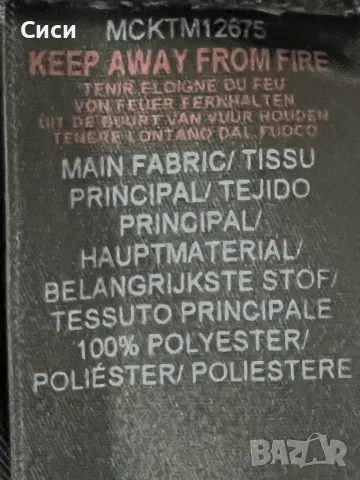 Сиси
MCKTM12675
KEEP AWAY FROM FIRE
TENIR ELOIGNE DU FEU
VON FEUER FERNHALTEN
UIT DE BUURT VAN VUUR HOUDEN
TENERE LONTANO DAL FUOCO
MAIN FABRIC/ TISSU
PRINCIPAL/ TEJIDO
PRINCIPAL/
HAUPTMATERIAL/
BELANGRIJKSTE STOF/
TESSUTO PRINCIPALE
100% POLYESTER/
POLIÉSTER/ POLIESTERE
BAZAR